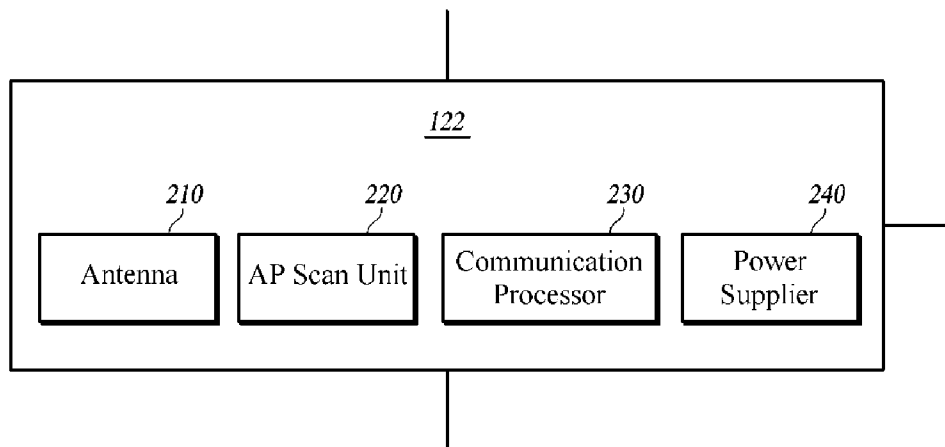 122
210
220
230
240
Antenna
AP Scan Unit
Communication
Processor
Power
Supplier